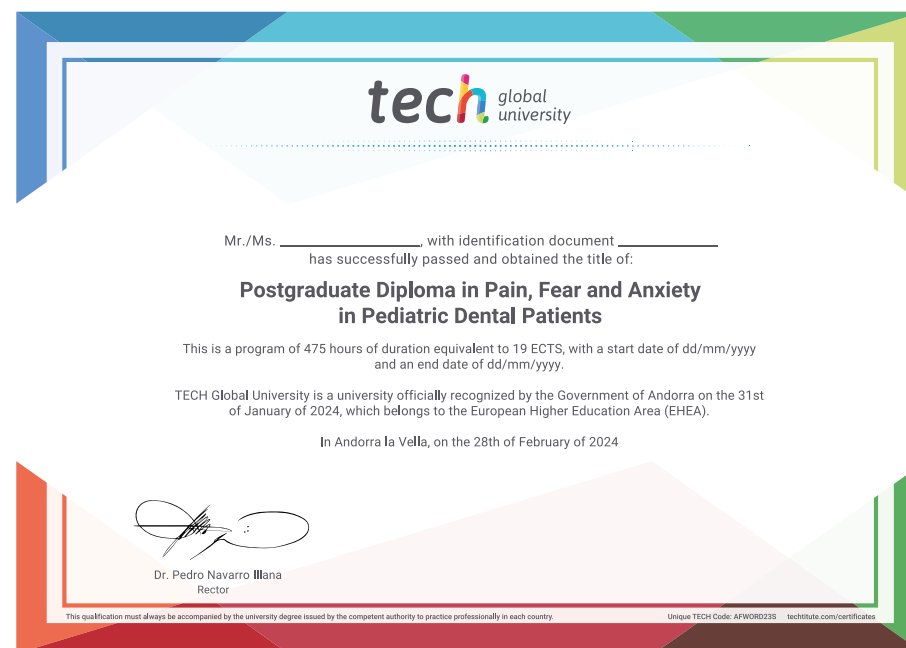 tech global
university
Mr./Ms. ____________, with identification document ____________
has successfully passed and obtained the title of:
Postgraduate Diploma in Pain, Fear and Anxiety
in Pediatric Dental Patients
This is a program of 475 hours of duration equivalent to 19 ECTS, with a start date of dd/mm/yyyy
and an end date of dd/mm/yyyy.
TECH Global University is a university officially recognized by the Government of Andorra on the 31st
of January of 2024, which belongs to the European Higher Education Area (EHEA).
In Andorra la Vella, on the 28th of February of 2024
Dr. Pedro Navarro Illana
Rector
This qualification must always be accompanied by the university degree issued by the competent authority to practice professionally in each country.
Unique TECH Code: AFWORD23S techtitute.com/certificates